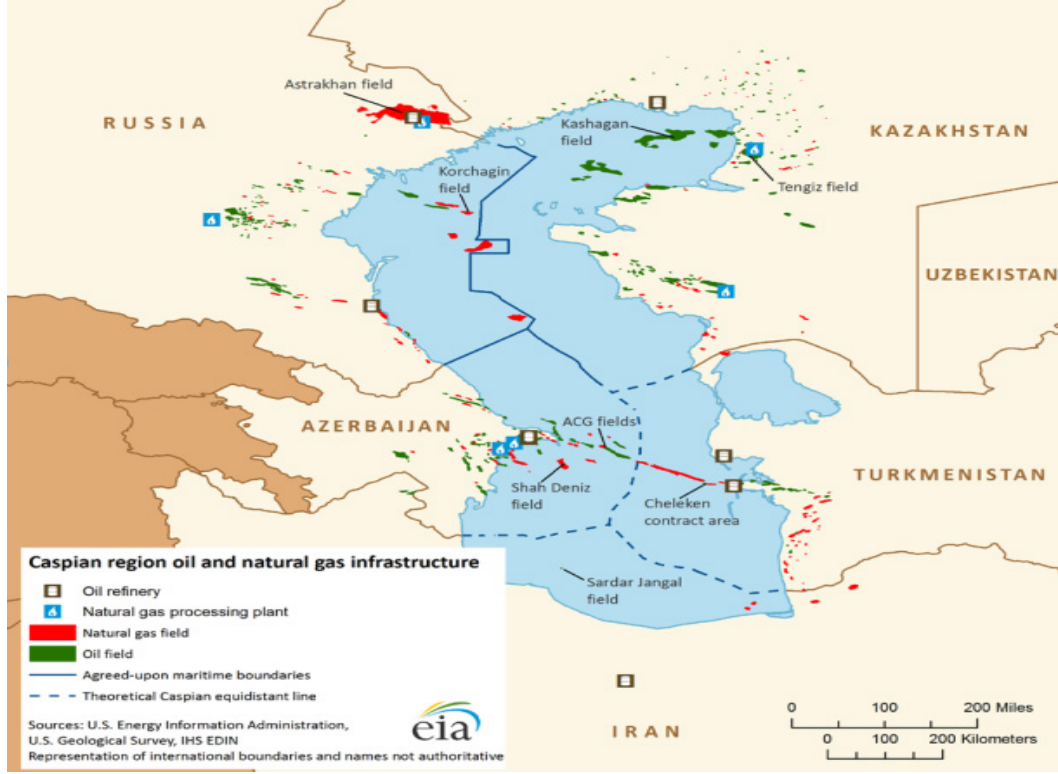 Astrakhan field
RUSSIA
Kashagan
field
KAZAKHSTAN
Korchagin
field
Tengiz field
UZBEKISTAN
AZERBAIJAN
ACG fields
TURKMENISTAN
Shah Deniz
field
Cheleken
contract area
Sardar Jangal
field
IRAN
Caspian region oil and natural gas infrastructure
Oil refinery
Natural gas processing plant
Natural gas field
Oil field
Agreed-upon maritime boundaries
Theoretical Caspian equidistant line
Sources: U.S. Energy Information Administration,
U.S. Geological Survey, IHS EDIN
Representation of international boundaries and names not authoritative
eia
0 100 200 Miles
0 100 200 Kilometers